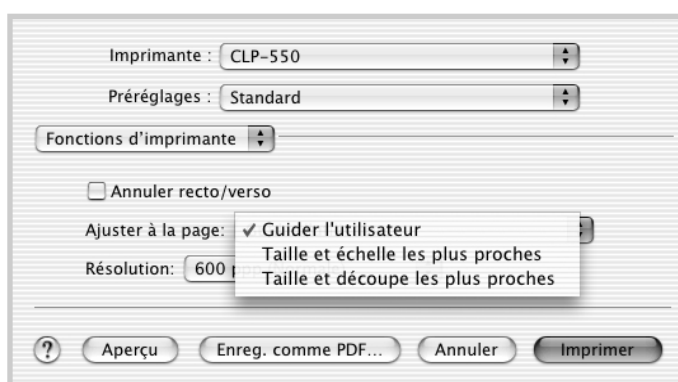 Imprimante : CLP-550
Préréglages : Standard
Fonctions d'imprimante
Annuler recto/verso
Ajuster à la page: ✓ Guider l'utilisateur
Taille et échelle les plus proches
Résolution: 600 ppp
Taille et découpe les plus proches
? Aperçu Enreg. comme PDF... Annuler Imprimer